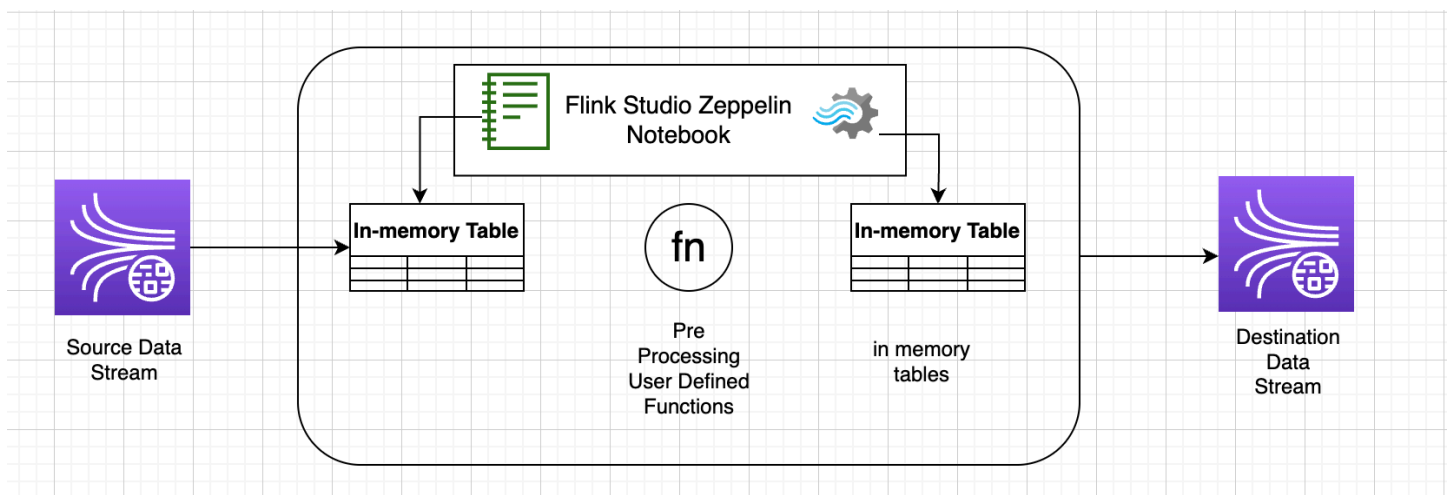 Flink Studio Zeppelin
Notebook
In-memory Table
fn
In-memory Table
Source Data
Stream
Pre
Processing
User Defined
Functions
in memory
tables
Destination
Data
Stream